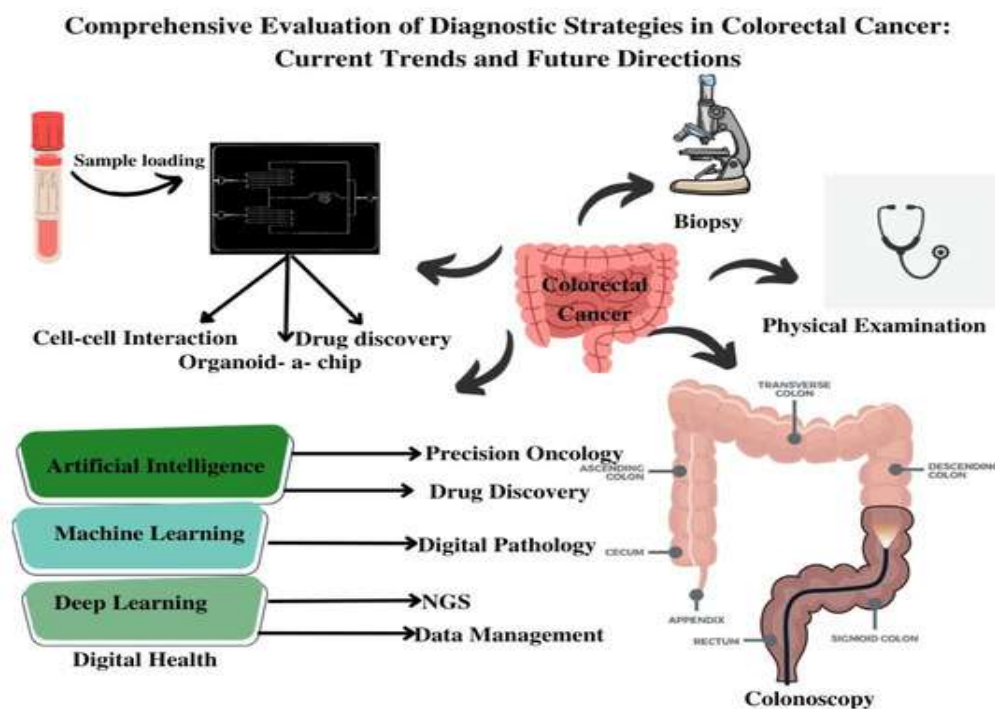 Comprehensive Evaluation of Diagnostic Strategies in Colorectal Cancer:
Current Trends and Future Directions
Sample loading
Biopsy
Colorectal
Cancer
Physical Examination
Cell-cell Interaction
Drug discovery
Organoid- a- chip
Artificial Intelligence
Precision Oncology
Drug Discovery
Machine Learning
Digital Pathology
Deep Learning
NGS
Data Management
Digital Health
TRANSVERSE
COLON
ASCENDING
COLON
DESCENDING
COLON
CECUM
APPENDIX
RECTUM
SIGMOID COLON
Colonoscopy